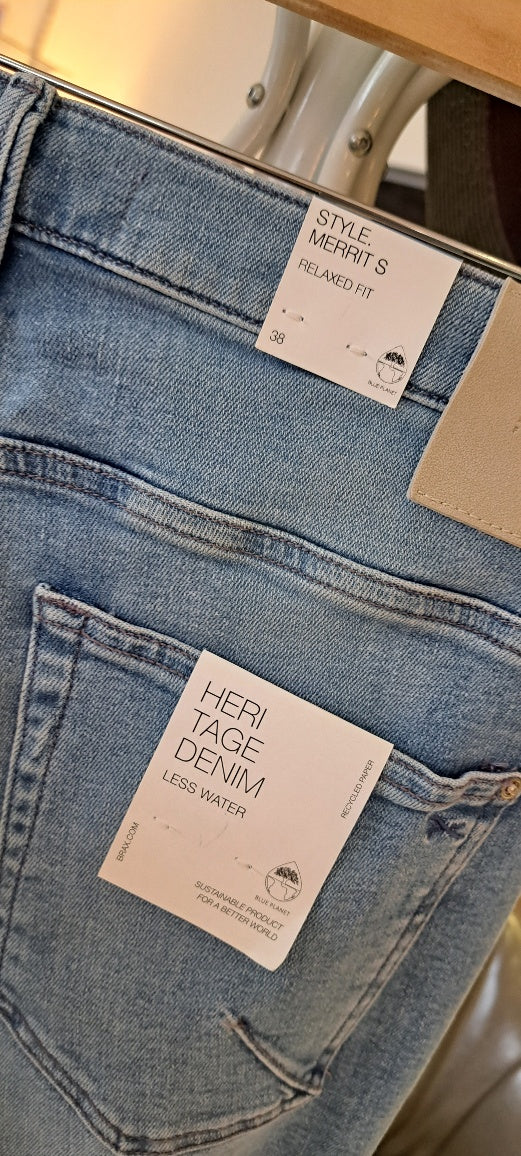 STYLE.
MERRIT S
RELAXED FIT
38
BLUE PLANET
HERI
TAGE
DENIM
LESS WATER
RECYCLED PAPER
BRAX.COM
BLUE PLANET
SUSTAINABLE PRODUCT
FOR A BETTER WORLD